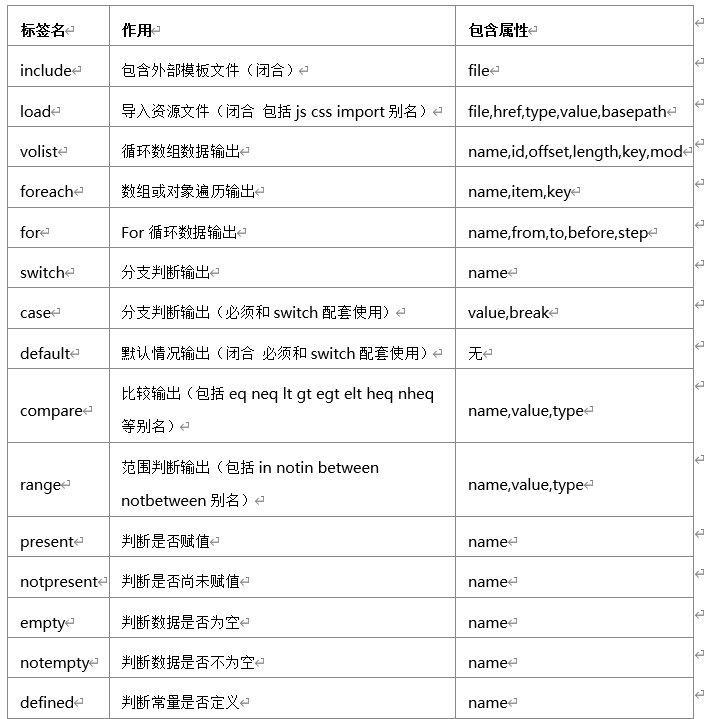 标签名 作用 包含属性
include 包含外部模板文件（闭合） file
load 导入资源文件（闭合 包括 js css import 别名） file,href,type,value,basepath
volist 循环数组数据输出 name,id,offset,length,key,mod
foreach 数组或对象遍历输出 name,item,key
for For 循环数据输出 name,from,to,before,step
switch 分支判断输出 name
case 分支判断输出（必须和 switch 配套使用） value,break
default 默认情况输出（闭合 必须和 switch 配套使用） 无
compare 比较输出（包括 eq neq lt gt egt elt heq nheq
等别名） name,value,type
range 范围判断输出（包括 in notin between
notbetween 别名） name,value,type
present 判断是否赋值 name
notpresent 判断是否尚未赋值 name
empty 判断数据是否为空 name
notempty 判断数据是否不为空 name
defined 判断常量是否定义 name